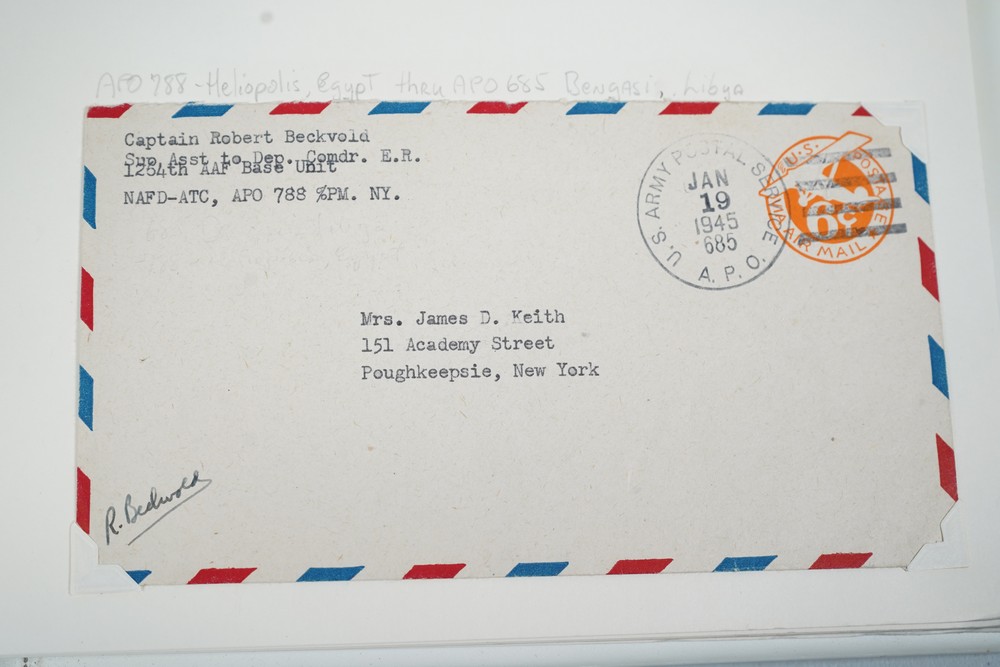 APO 788 - Heliopolis, Egypt thru APO 685 Bengasi, Libya
Captain Robert Beckvold
Sup Asst to Dep. Comdr. E.R.
1254th AAF Base Unit
NAFD-ATC, APO 788 %PM. NY.
U.S. ARMY POSTAL SERVICE
JAN
19
1945
685
A.P.O.
U.S. POSTAGE
6¢
VIA AIR MAIL
Mrs. James D. Keith
151 Academy Street
Poughkeepsie, New York
R. Beckvold